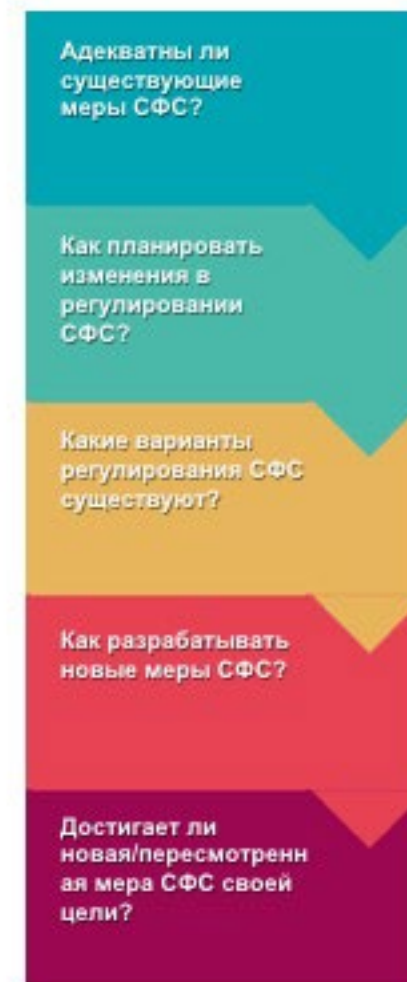 Адекватны ли
существующие
меры СФС?
Как планировать
изменения в
регулировании
СФС?
Какие варианты
регулирования СФС
существуют?
Как разрабатывать
новые меры СФС?
Достигает ли
новая/пересмотренн
ая мера СФС своей
цели?